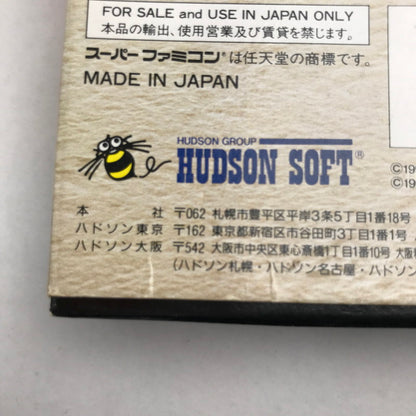 FOR SALE and USE IN JAPAN ONLY
本品の輸出、使用営業及び賃貸を禁じます。
スーパーファミコン®は任天堂の商標です。
MADE IN JAPAN
HUDSON GROUP
HUDSON SOFT®
©19
©19
本 社 〒062 札幌市豊平区平岸3条5丁目1番18号
ハドソン東京 〒162 東京都新宿区市谷田町3丁目1番1
ハドソン大阪 〒542 大阪市中央区東心斎橋1丁目1番10号 大阪
(ハドソン札幌・ハドソン名古屋・ハドソン